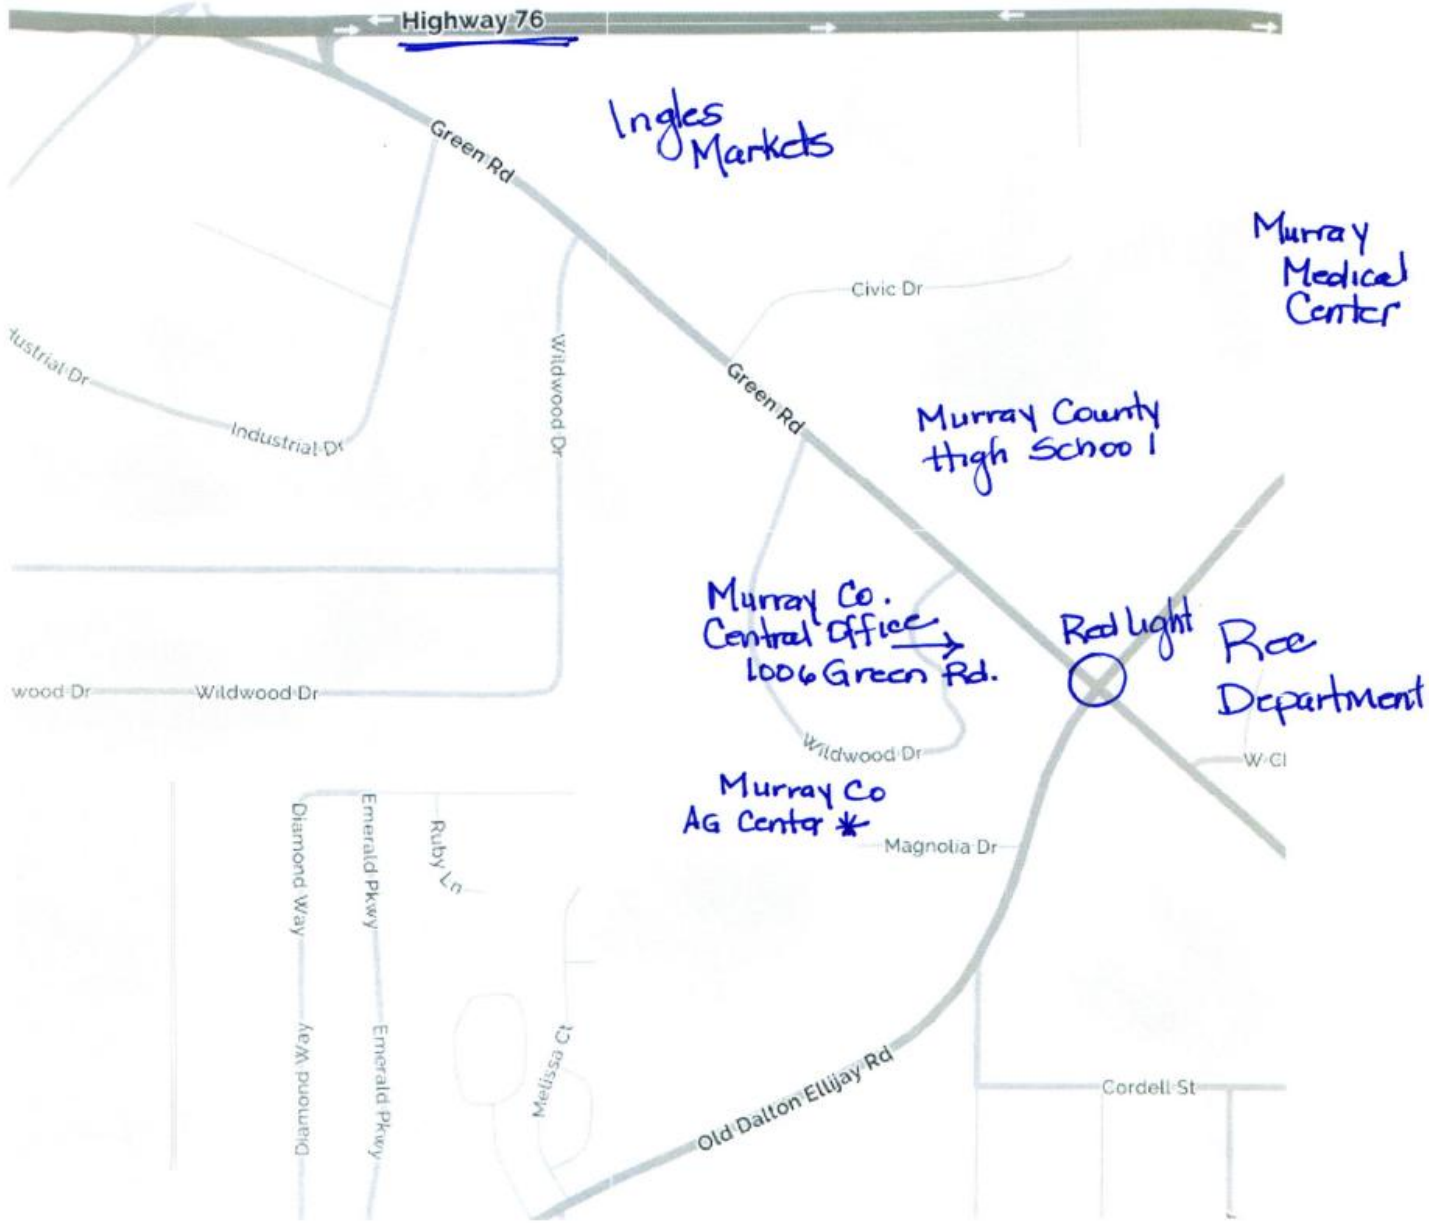 Highway 76
Ingles
Markets
Green Rd
Murray
Medical
Center
Civic Dr
dustrial Dr
Wildwood Dr
Green Rd
Murray County
High School
Industrial Dr
Murray Co.
Central Office
1006 Green Rd.
Red light
Rec
Department
wood Dr
Wildwood Dr
Wildwood Dr
W Cl
Murray Co
AG Center *
Magnolia Dr
Diamond Way
Emerald Pkwy
Ruby Ln
Diamond Way
Emerald Pkwy
Melissa Ct
Old Dalton Ellijay Rd
Cordell St